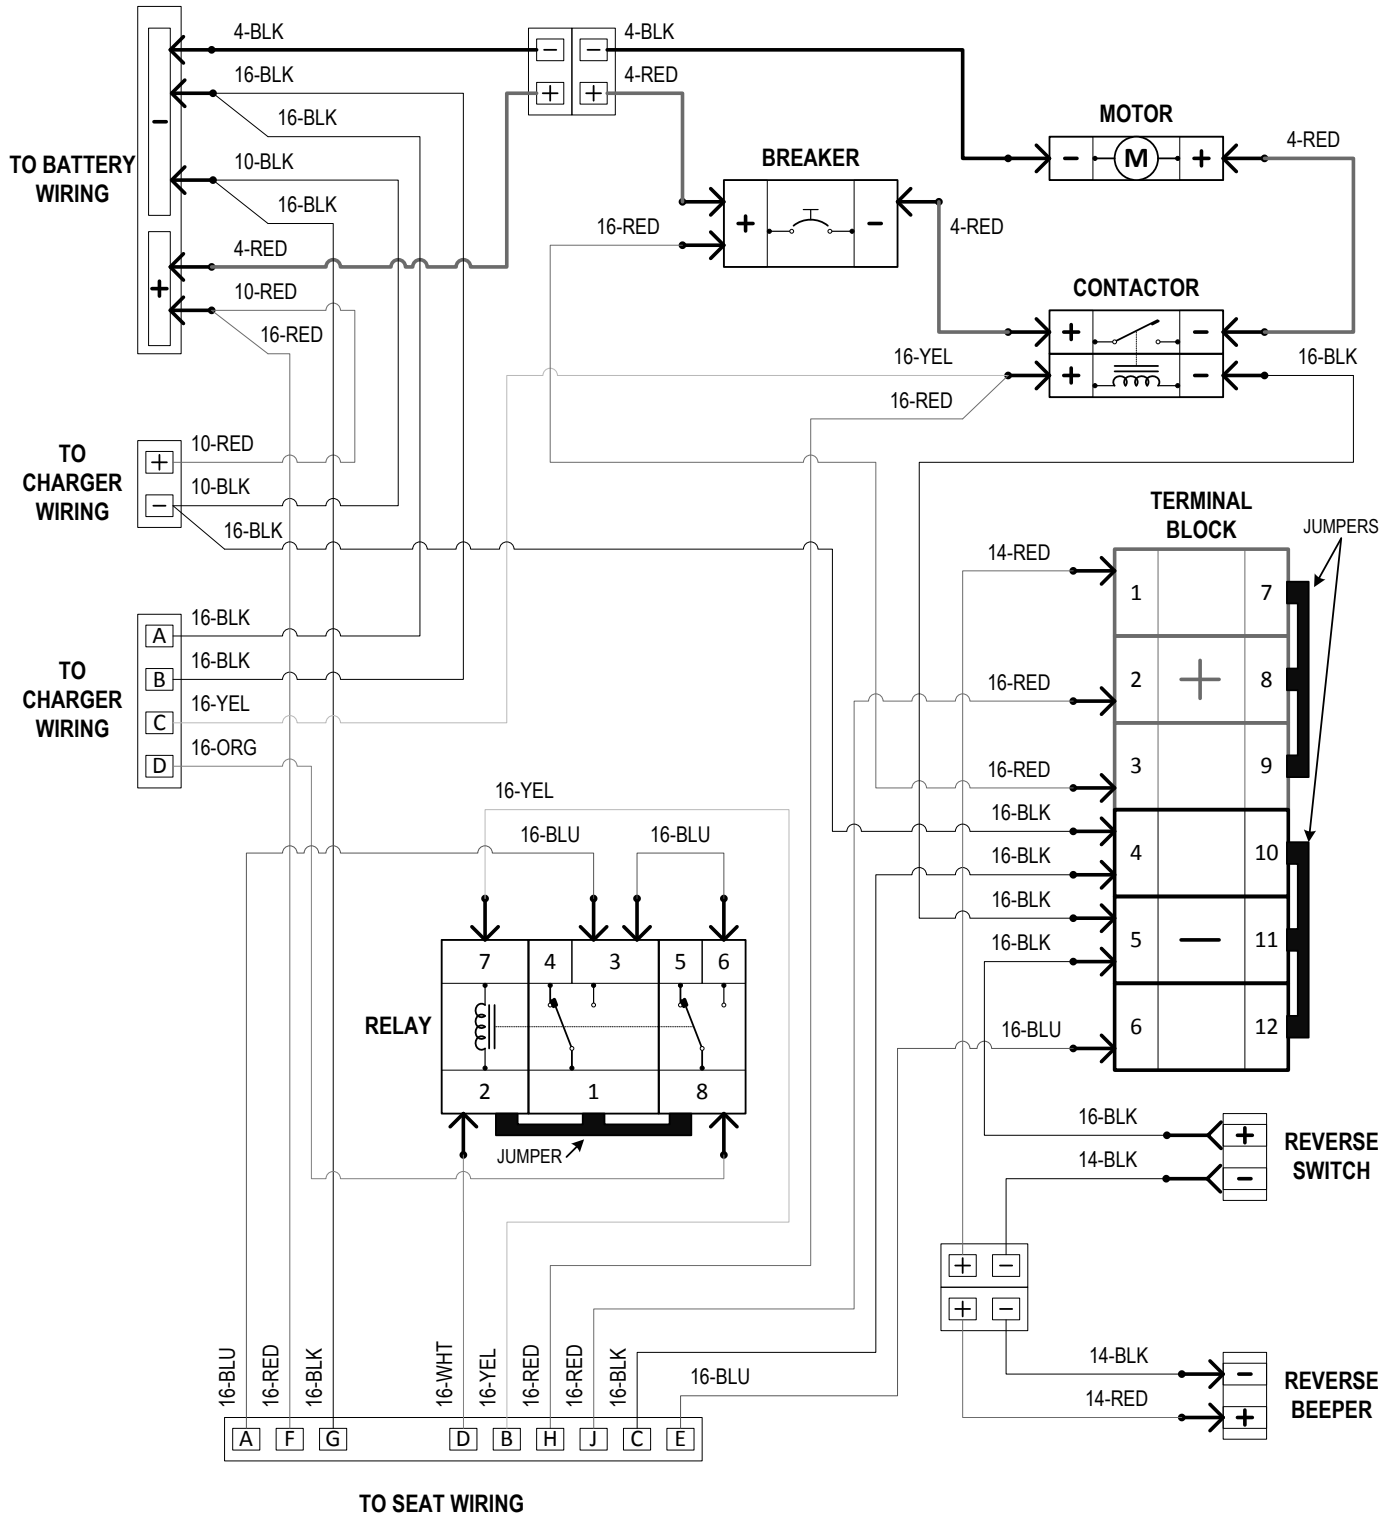 4-BLK
4-BLK
16-BLK
4-RED
16-BLK
MOTOR
4-RED
TO BATTERY
WIRING
10-BLK
BREAKER
M
16-BLK
16-RED
4-RED
4-RED
10-RED
CONTACTOR
16-RED
16-YEL
16-BLK
16-RED
TO
CHARGER
WIRING
10-RED
10-BLK
16-BLK
TERMINAL
BLOCK
JUMPERS
14-RED
1 7
16-RED
2 8
16-RED
3 9
16-BLK
4 10
16-BLK
16-BLK
5 11
16-BLK
16-BLU
6 12
TO
CHARGER
WIRING
A 16-BLK
B 16-BLK
C 16-YEL
D 16-ORG
16-YEL
16-BLU
16-BLU
7 4 3 5 6
RELAY
2 1 8
JUMPER
16-BLK
14-BLK
REVERSE
SWITCH
14-BLK
14-RED
REVERSE
BEEPER
16-BLU
16-RED
16-BLK
16-WHT
16-YEL
16-RED
16-RED
16-BLK
16-BLU
A F G D B H J C E
TO SEAT WIRING